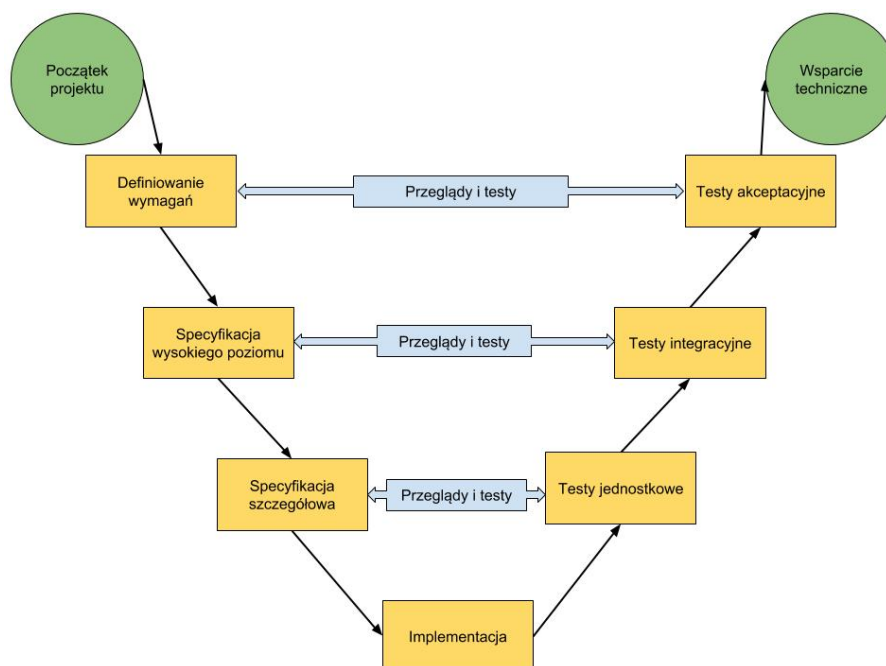 Początek
projektu
Wsparcie
techniczne
Definiowanie
wymagań
Przeglądy i testy
Testy akceptacyjne
Specyfikacja
wysokiego poziomu
Przeglądy i testy
Testy integracyjne
Specyfikacja
szczegółowa
Przeglądy i testy
Testy jednostkowe
Implementacja